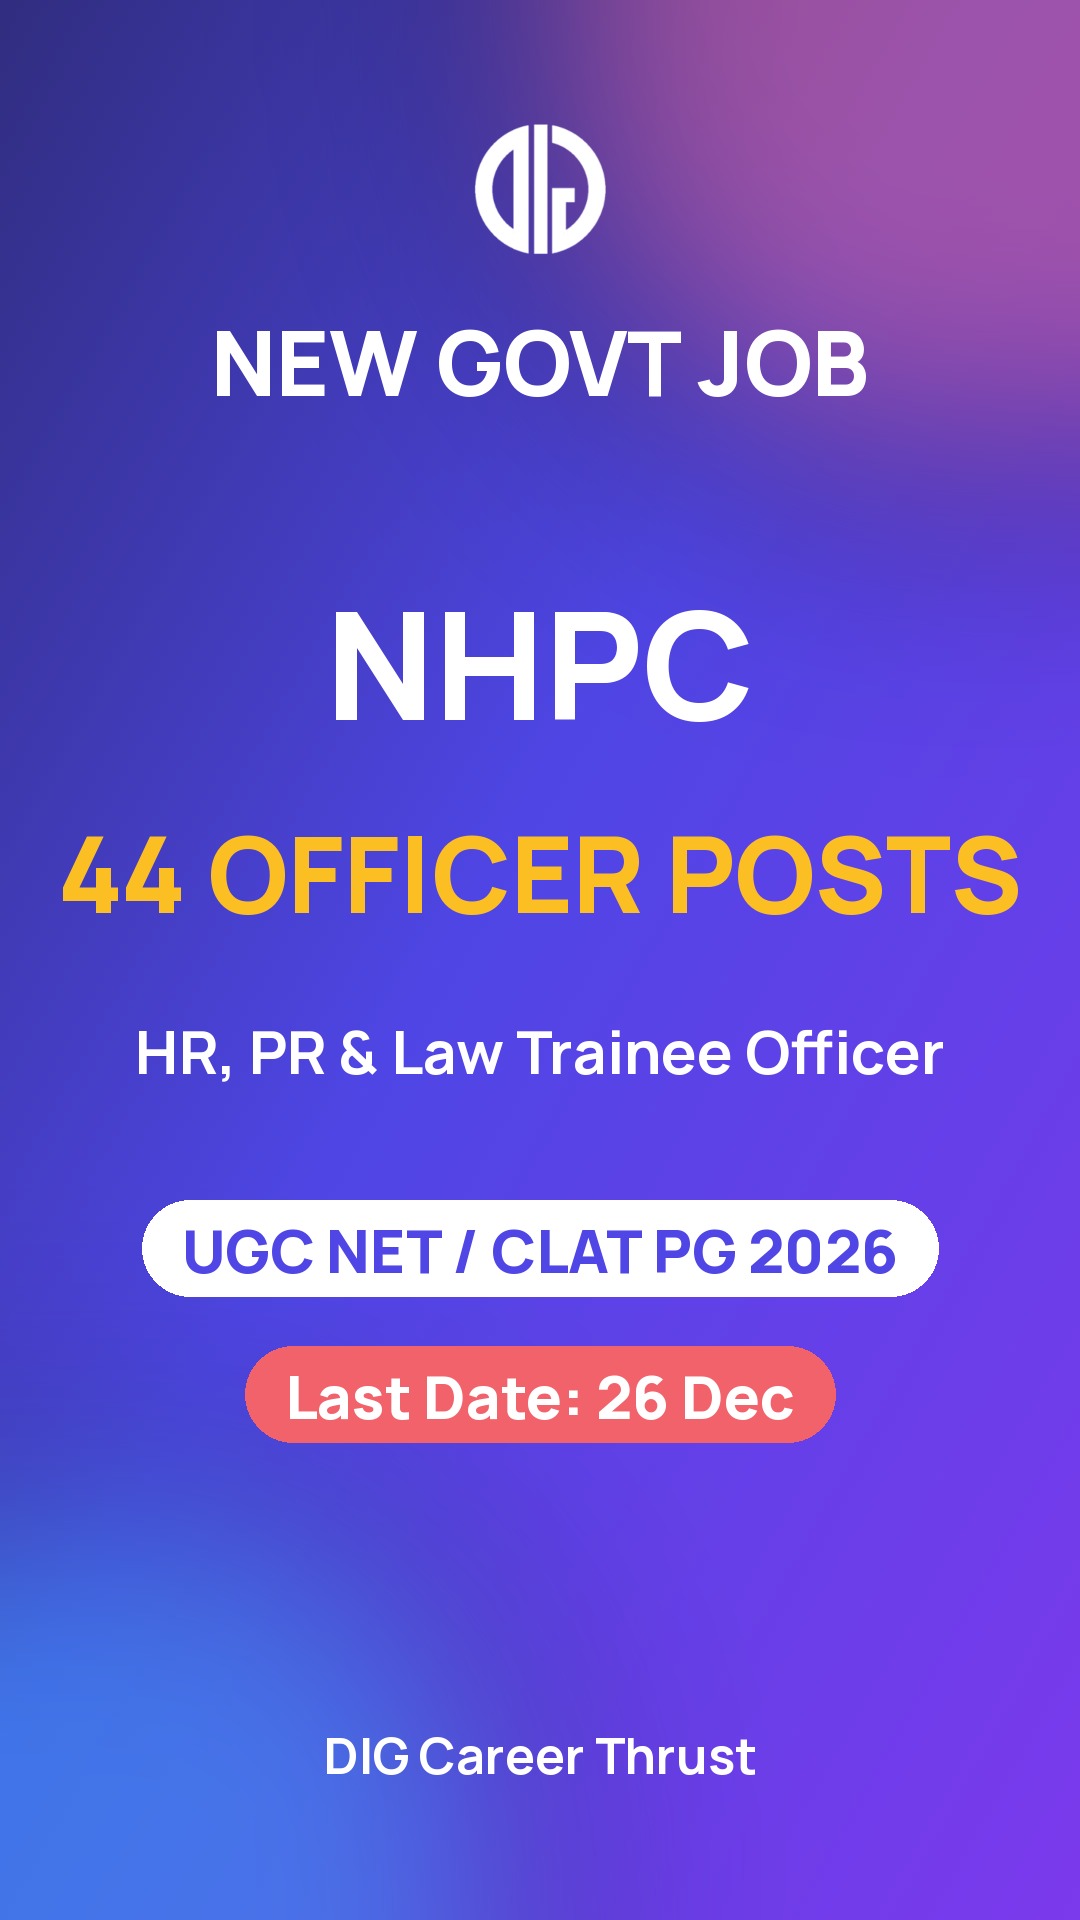 DIG
NEW GOVT JOB
NHPC
44 OFFICER POSTS
HR, PR & Law Trainee Officer
UGC NET / CLAT PG 2026
Last Date: 26 Dec
DIG Career Thrust